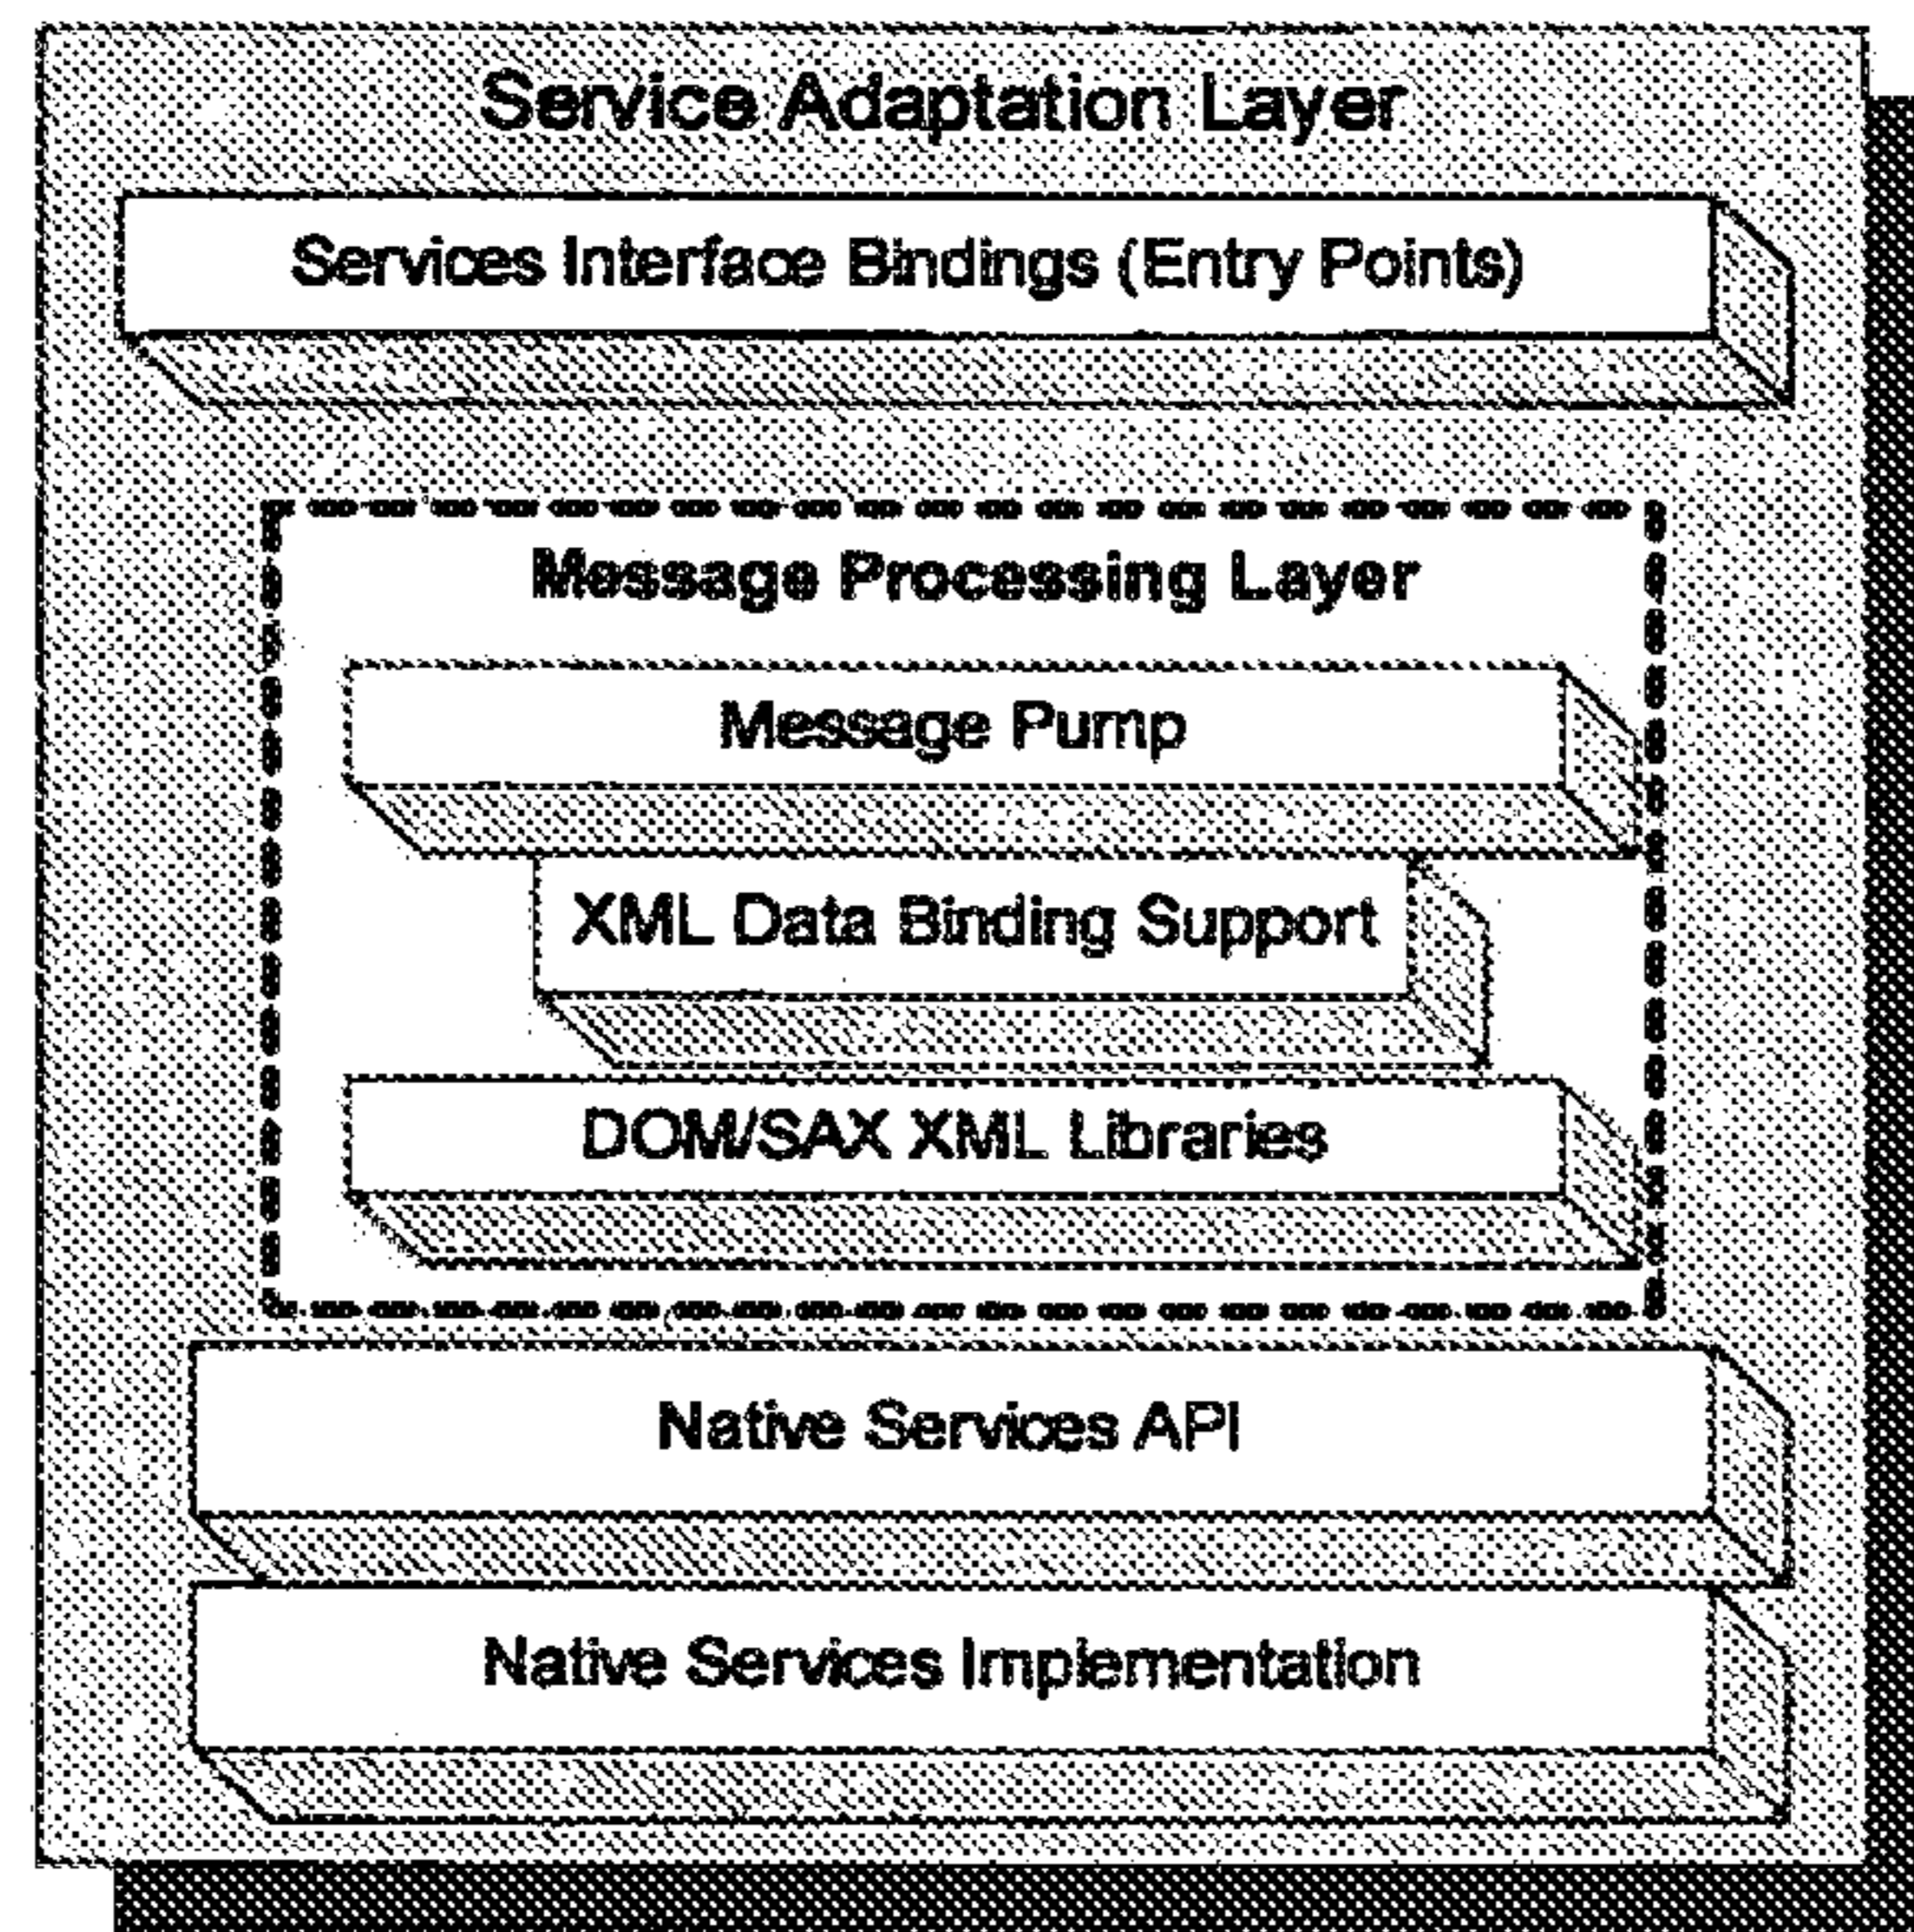 Service Adaptation Layer
Services Interface Bindings (Entry Points)
Message Processing Layer
Message Pump
XML Data Binding Support
DOM/SAX XML Libraries
Native Services API
Native Services Implementation